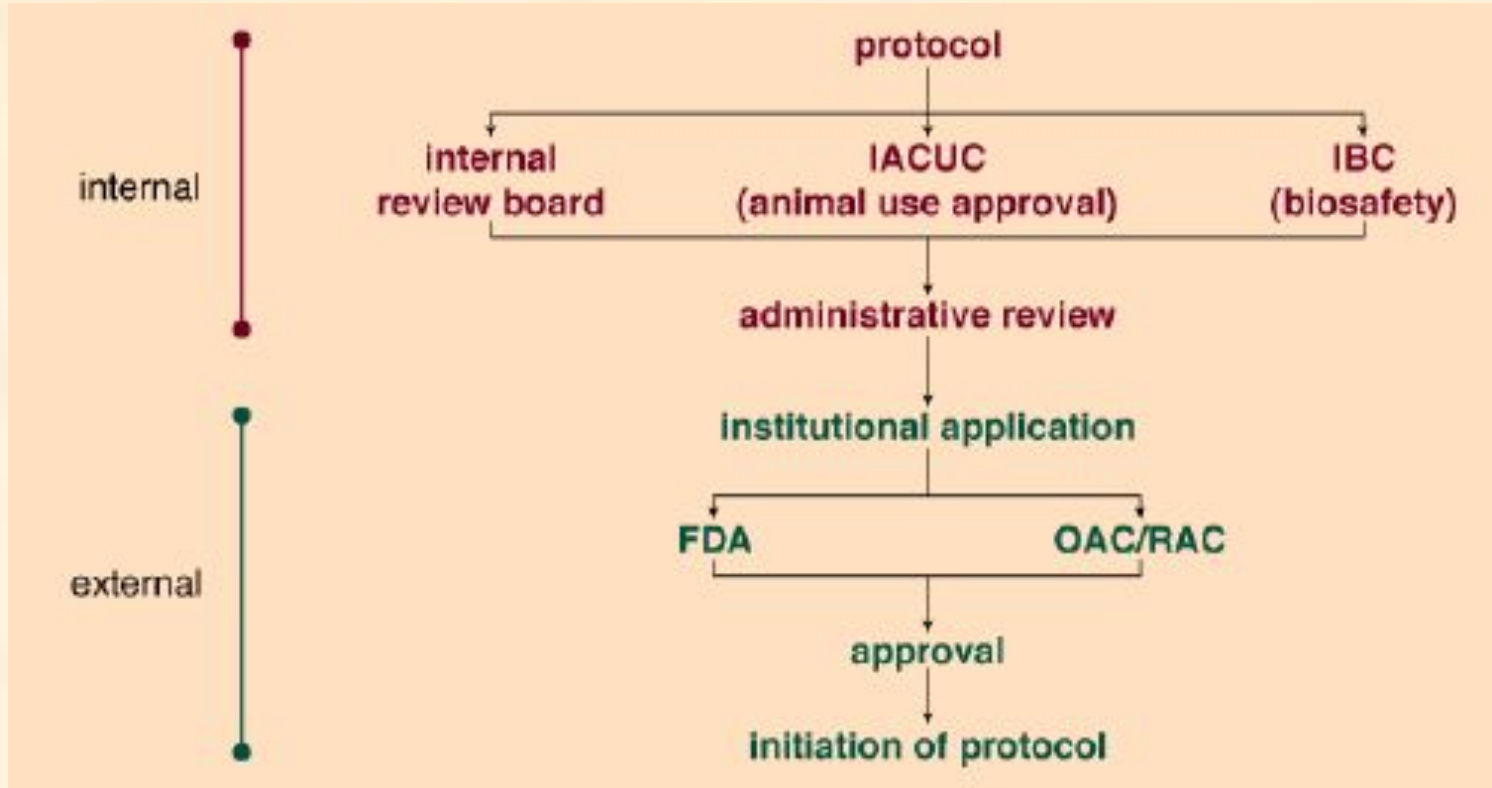 protocol
internal
review board
IACUC
(animal use approval)
IBC
(biosafety)
internal
administrative review
institutional application
FDA
OAC/RAC
external
approval
initiation of protocol